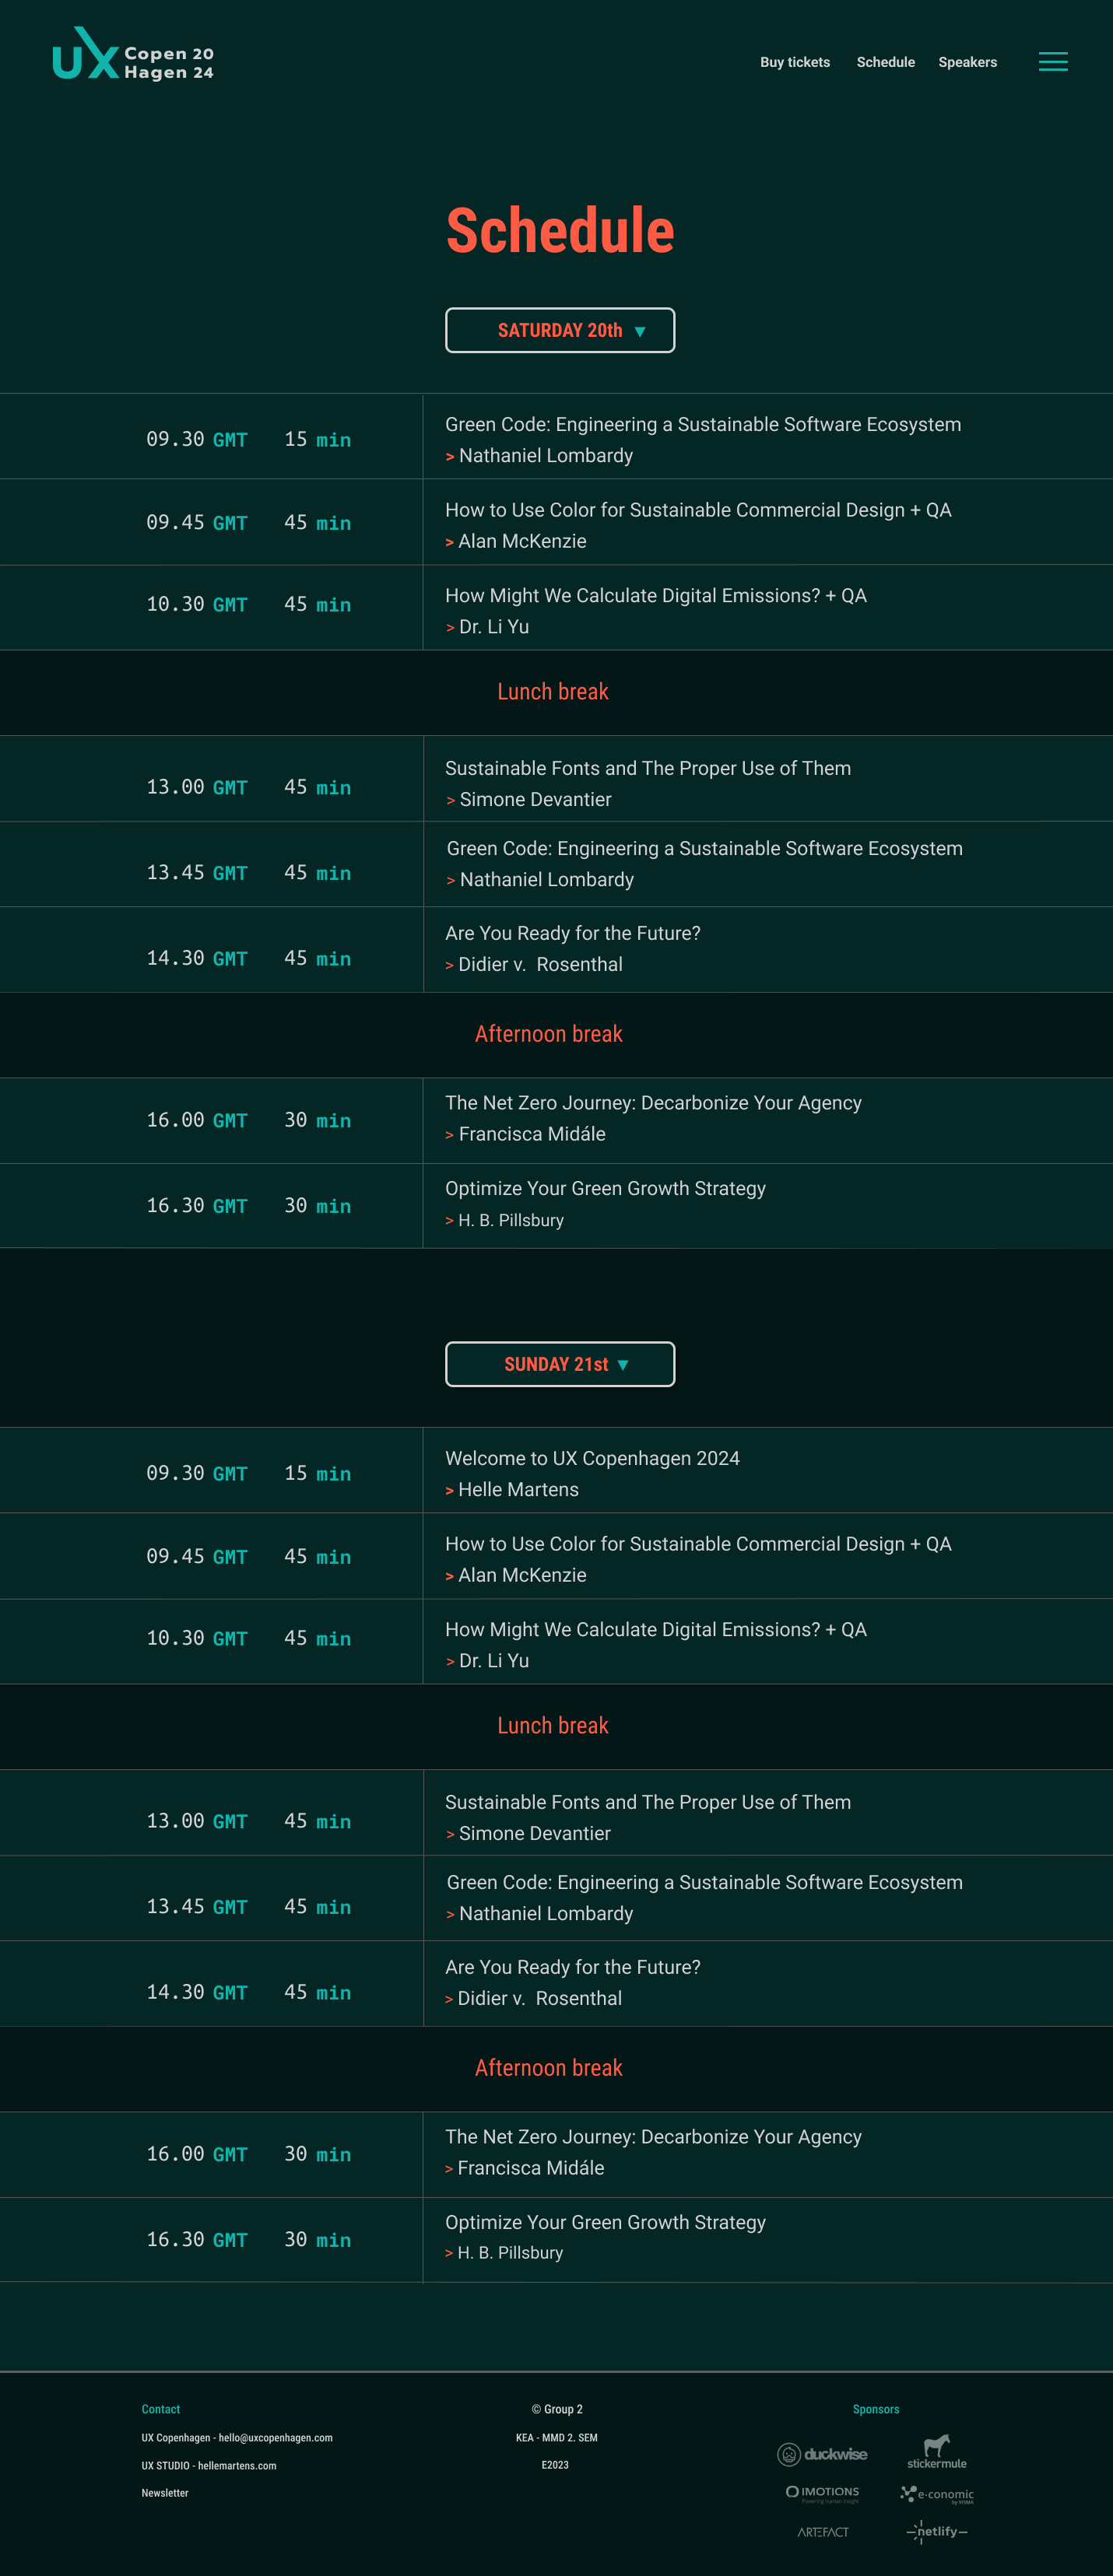 UX Copen 20
Hagen 24
Buy tickets Schedule Speakers
Schedule
SATURDAY 20th ▼
09.30 GMT 15 min
Green Code: Engineering a Sustainable Software Ecosystem
> Nathaniel Lombardy
09.45 GMT 45 min
How to Use Color for Sustainable Commercial Design + QA
> Alan McKenzie
10.30 GMT 45 min
How Might We Calculate Digital Emissions? + QA
> Dr. Li Yu
Lunch break
13.00 GMT 45 min
Sustainable Fonts and The Proper Use of Them
> Simone Devantier
13.45 GMT 45 min
Green Code: Engineering a Sustainable Software Ecosystem
> Nathaniel Lombardy
14.30 GMT 45 min
Are You Ready for the Future?
> Didier v. Rosenthal
Afternoon break
16.00 GMT 30 min
The Net Zero Journey: Decarbonize Your Agency
> Francisca Midále
16.30 GMT 30 min
Optimize Your Green Growth Strategy
> H. B. Pillsbury
SUNDAY 21st ▼
09.30 GMT 15 min
Welcome to UX Copenhagen 2024
> Helle Martens
09.45 GMT 45 min
How to Use Color for Sustainable Commercial Design + QA
> Alan McKenzie
10.30 GMT 45 min
How Might We Calculate Digital Emissions? + QA
> Dr. Li Yu
Lunch break
13.00 GMT 45 min
Sustainable Fonts and The Proper Use of Them
> Simone Devantier
13.45 GMT 45 min
Green Code: Engineering a Sustainable Software Ecosystem
> Nathaniel Lombardy
14.30 GMT 45 min
Are You Ready for the Future?
> Didier v. Rosenthal
Afternoon break
16.00 GMT 30 min
The Net Zero Journey: Decarbonize Your Agency
> Francisca Midále
16.30 GMT 30 min
Optimize Your Green Growth Strategy
> H. B. Pillsbury
Contact
UX Copenhagen - hello@uxcopenhagen.com
UX STUDIO - hellemartens.com
Newsletter
© Group 2
KEA - MMD 2. SEM
E2023
Sponsors
duckwise
stickermule
IMOTIONS
Powering human insight
e-conomic
by VISMA
ARTEFACT
netlify